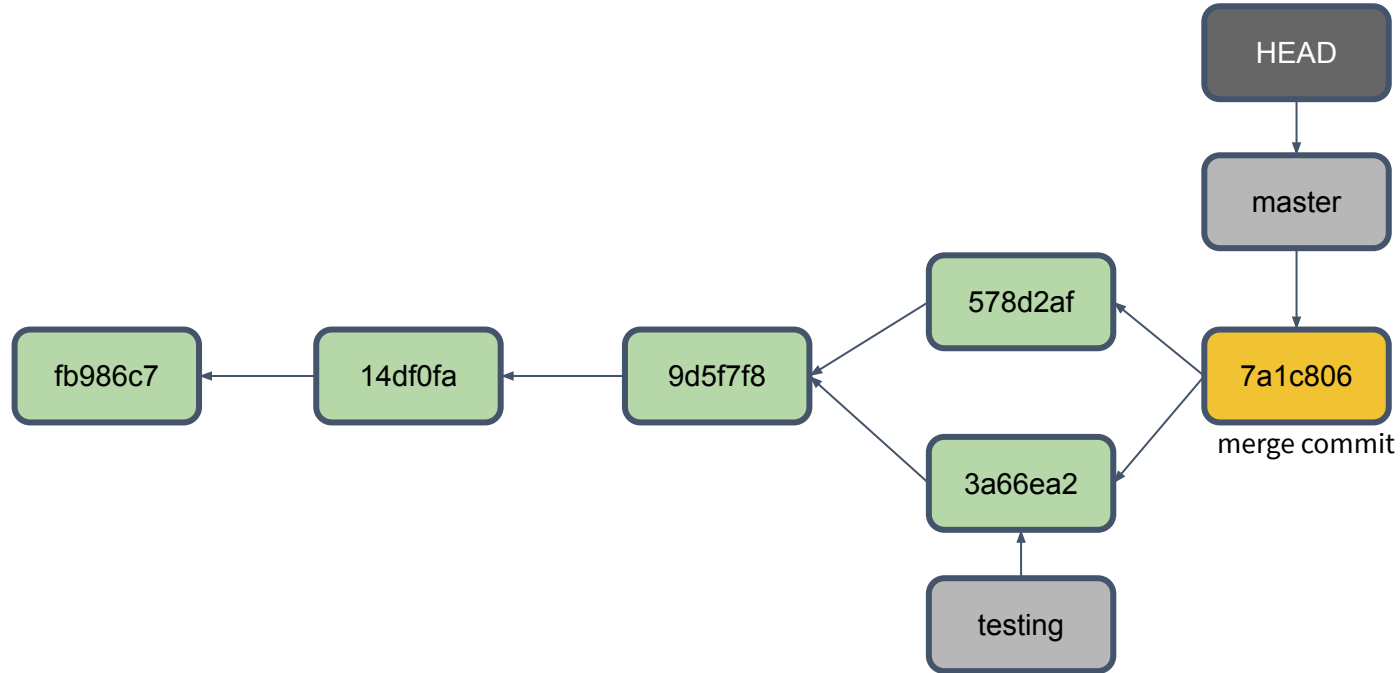 HEAD
master
578d2af
fb986c7
14df0fa
9d5f7f8
7a1c806
merge commit
3a66ea2
testing